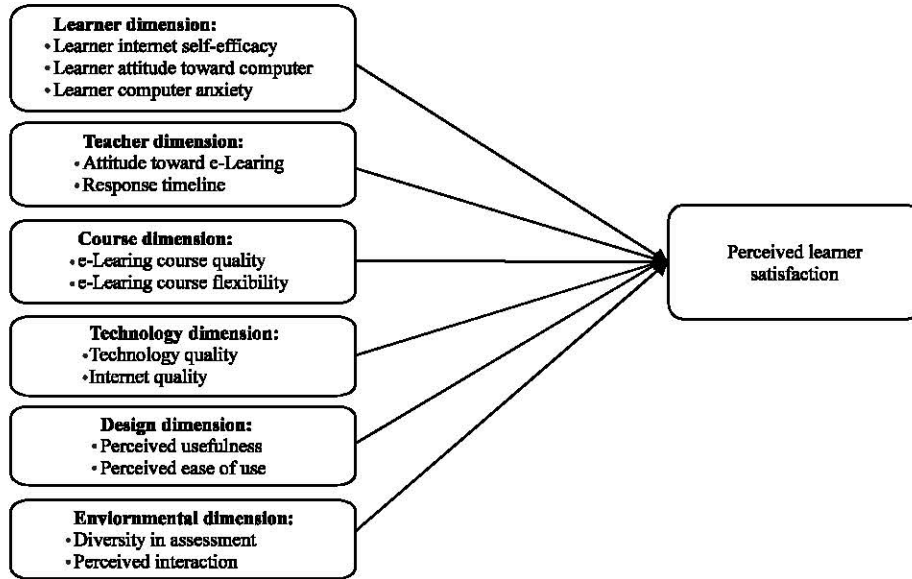 Learner dimension:
•Learner internet self-efficacy
•Learner attitude toward computer
•Learner computer anxiety
Teacher dimension:
•Attitude toward e-Learing
•Response timeline
Course dimension:
•e-Learing course quality
•e-Learing course flexibility
Technology dimension:
•Technology quality
•Internet quality
Design dimension:
•Perceived usefulness
•Perceived ease of use
Enviornmental dimension:
•Diversity in assessment
•Perceived interaction
Perceived learner
satisfaction